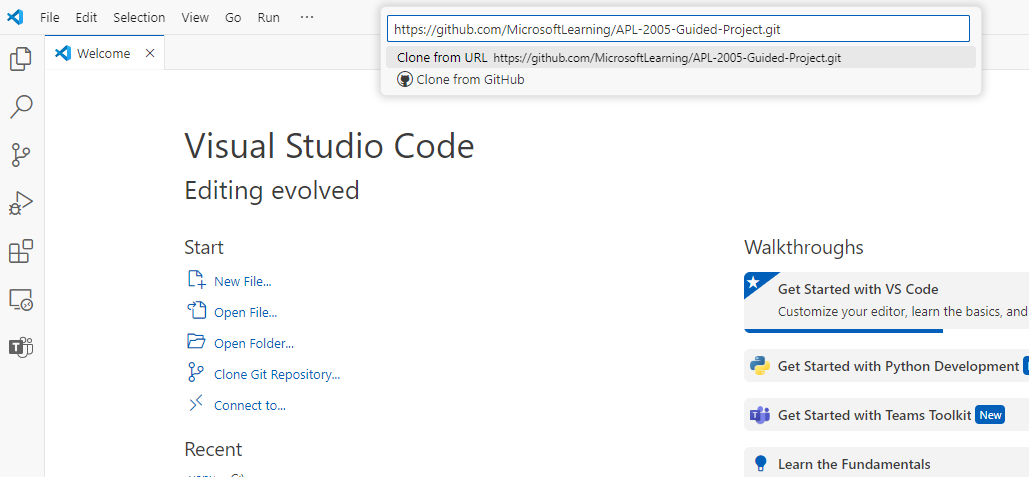 File Edit Selection View Go Run ...
https://github.com/MicrosoftLearning/APL-2005-Guided-Project.git
Clone from URL https://github.com/MicrosoftLearning/APL-2005-Guided-Project.git
Clone from GitHub
Welcome
Visual Studio Code
Editing evolved
Start
New File...
Open File...
Open Folder...
Clone Git Repository...
Connect to...
Recent
Walkthroughs
Get Started with VS Code
Customize your editor, learn the basics, and
Get Started with Python Development
Get Started with Teams Toolkit New
Learn the Fundamentals